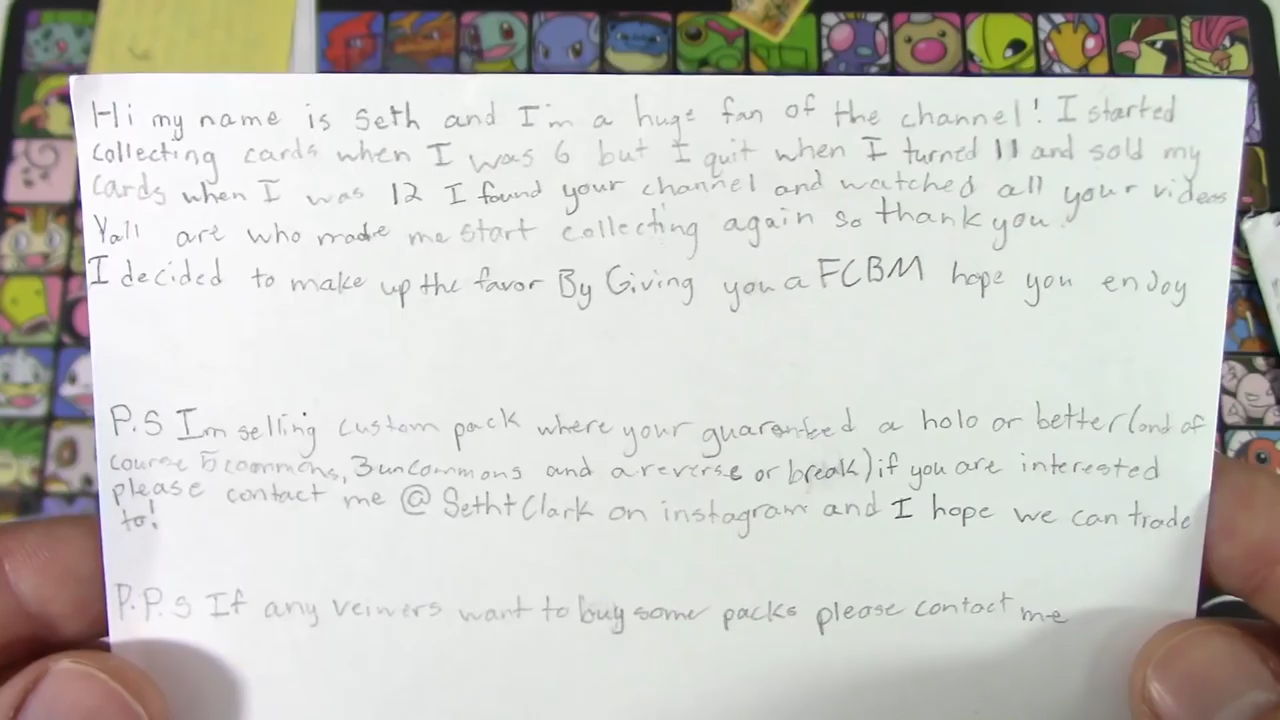 Hi my name is Seth and I'm a huge fan of the channel! I started
collecting cards when I was 6 but I quit when I turned 11 and sold my
cards when I was 12 I found your channel and watched all your videos
Yall are who made me start collecting again so thank you.
I decided to make up the favor By Giving you a FCBM hope you enjoy
P.S Im selling custom pack where your guaranteed a holo or better (and of
course 5 commons, 3 uncommons and a reverse or break) if you are interested
please contact me @ SethtClark on instagram and I hope we can trade
to!
P.P.S If any veiwers want to buy some packs please contact me